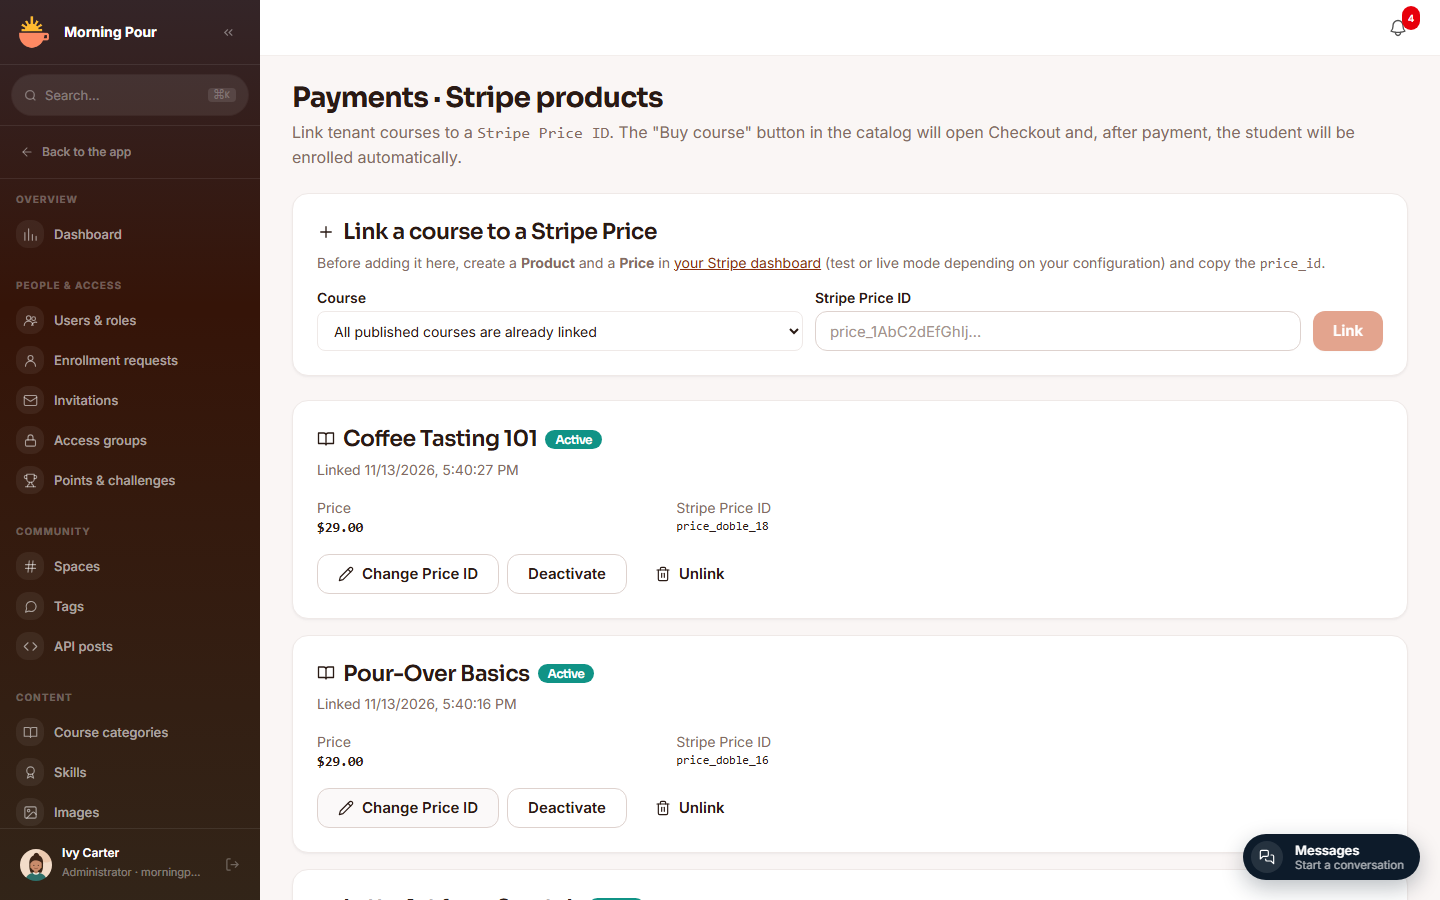 Morning Pour
Search...
⌘K
Back to the app
OVERVIEW
Dashboard
PEOPLE & ACCESS
Users & roles
Enrollment requests
Invitations
Access groups
Points & challenges
COMMUNITY
Spaces
Tags
API posts
CONTENT
Course categories
Skills
Images
Ivy Carter
Administrator · morningp...
4
Payments · Stripe products
Link tenant courses to a Stripe Price ID. The "Buy course" button in the catalog will open Checkout and, after payment, the student will be
enrolled automatically.
Link a course to a Stripe Price
Before adding it here, create a Product and a Price in your Stripe dashboard (test or live mode depending on your configuration) and copy the price_id.
Course
Stripe Price ID
All published courses are already linked
price_1AbC2dEfGhIj...
Link
Coffee Tasting 101
Active
Linked 11/13/2026, 5:40:27 PM
Price
Stripe Price ID
$29.00
price_doble_18
Change Price ID
Deactivate
Unlink
Pour-Over Basics
Active
Linked 11/13/2026, 5:40:16 PM
Price
Stripe Price ID
$29.00
price_doble_16
Change Price ID
Deactivate
Unlink
Messages
Start a conversation